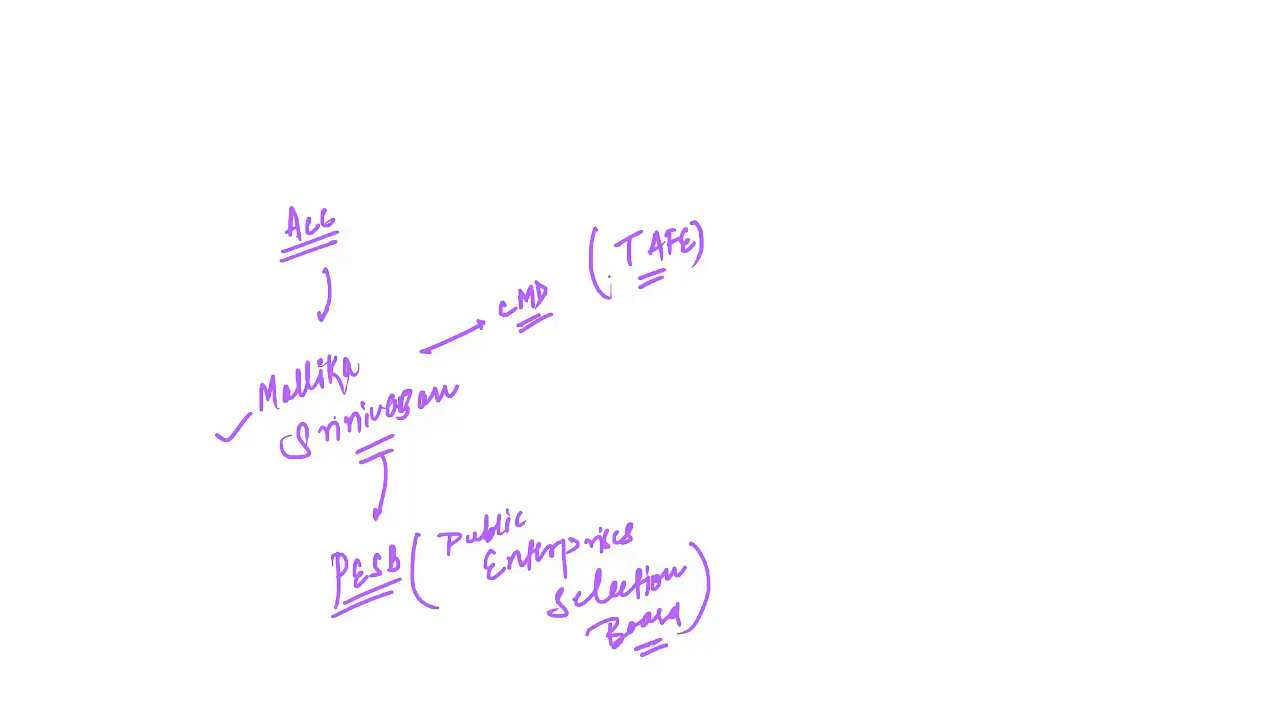 ACC
(TAFE)
CMD
Mallika
Srinivasan
PESB (Public
Enterprises
Selection
Board)